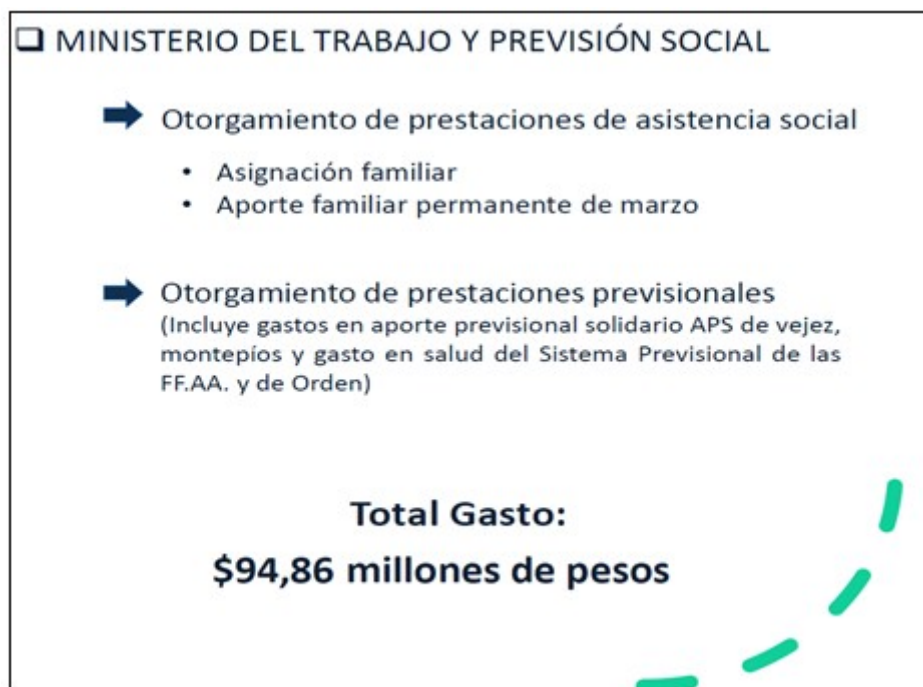 ❑ MINISTERIO DEL TRABAJO Y PREVISIÓN SOCIAL
Otorgamiento de prestaciones de asistencia social
• Asignación familiar
• Aporte familiar permanente de marzo
Otorgamiento de prestaciones previsionales
(Incluye gastos en aporte previsional solidario APS de vejez,
montepíos y gasto en salud del Sistema Previsional de las
FF.AA. y de Orden)
Total Gasto:
$94,86 millones de pesos